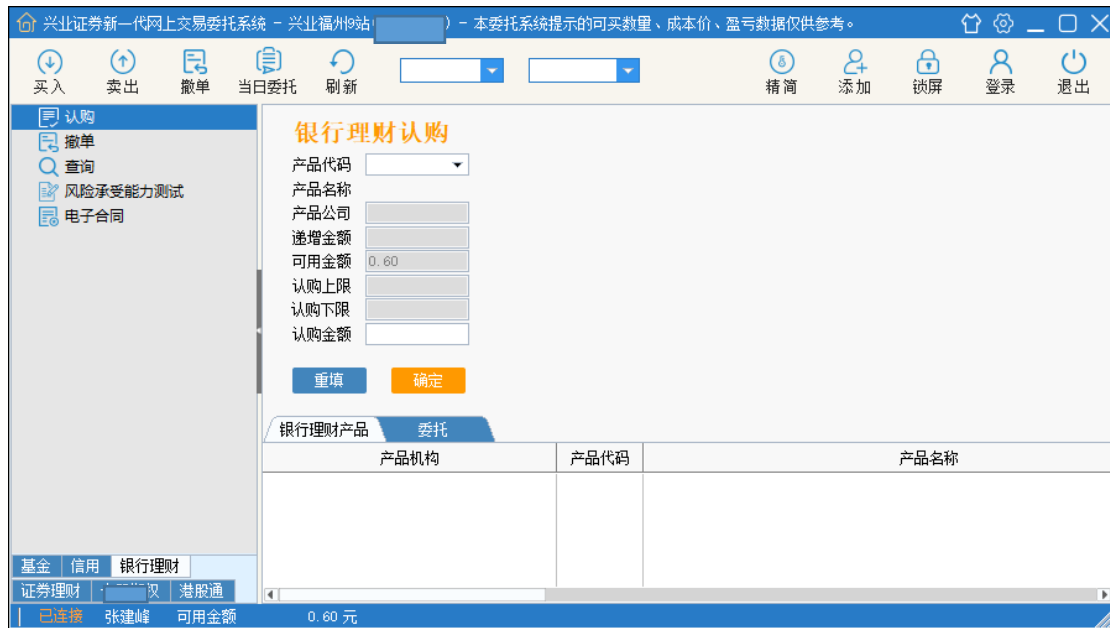 兴业证券新一代网上交易委托系统 - 兴业福州9站( ) - 本委托系统提示的可买数量、成本价、盈亏数据仅供参考。
买入 卖出 撤单 当日委托 刷新 精简 添加 锁屏 登录 退出
认购
撤单
查询
风险承受能力测试
电子合同
银行理财认购
产品代码
产品名称
产品公司
递增金额
可用金额 0.60
认购上限
认购下限
认购金额
重填 确定
银行理财产品 委托
产品机构 产品代码 产品名称
基金 信用 银行理财
证券理财 权 港股通
已连接 张建峰 可用金额 0.60 元